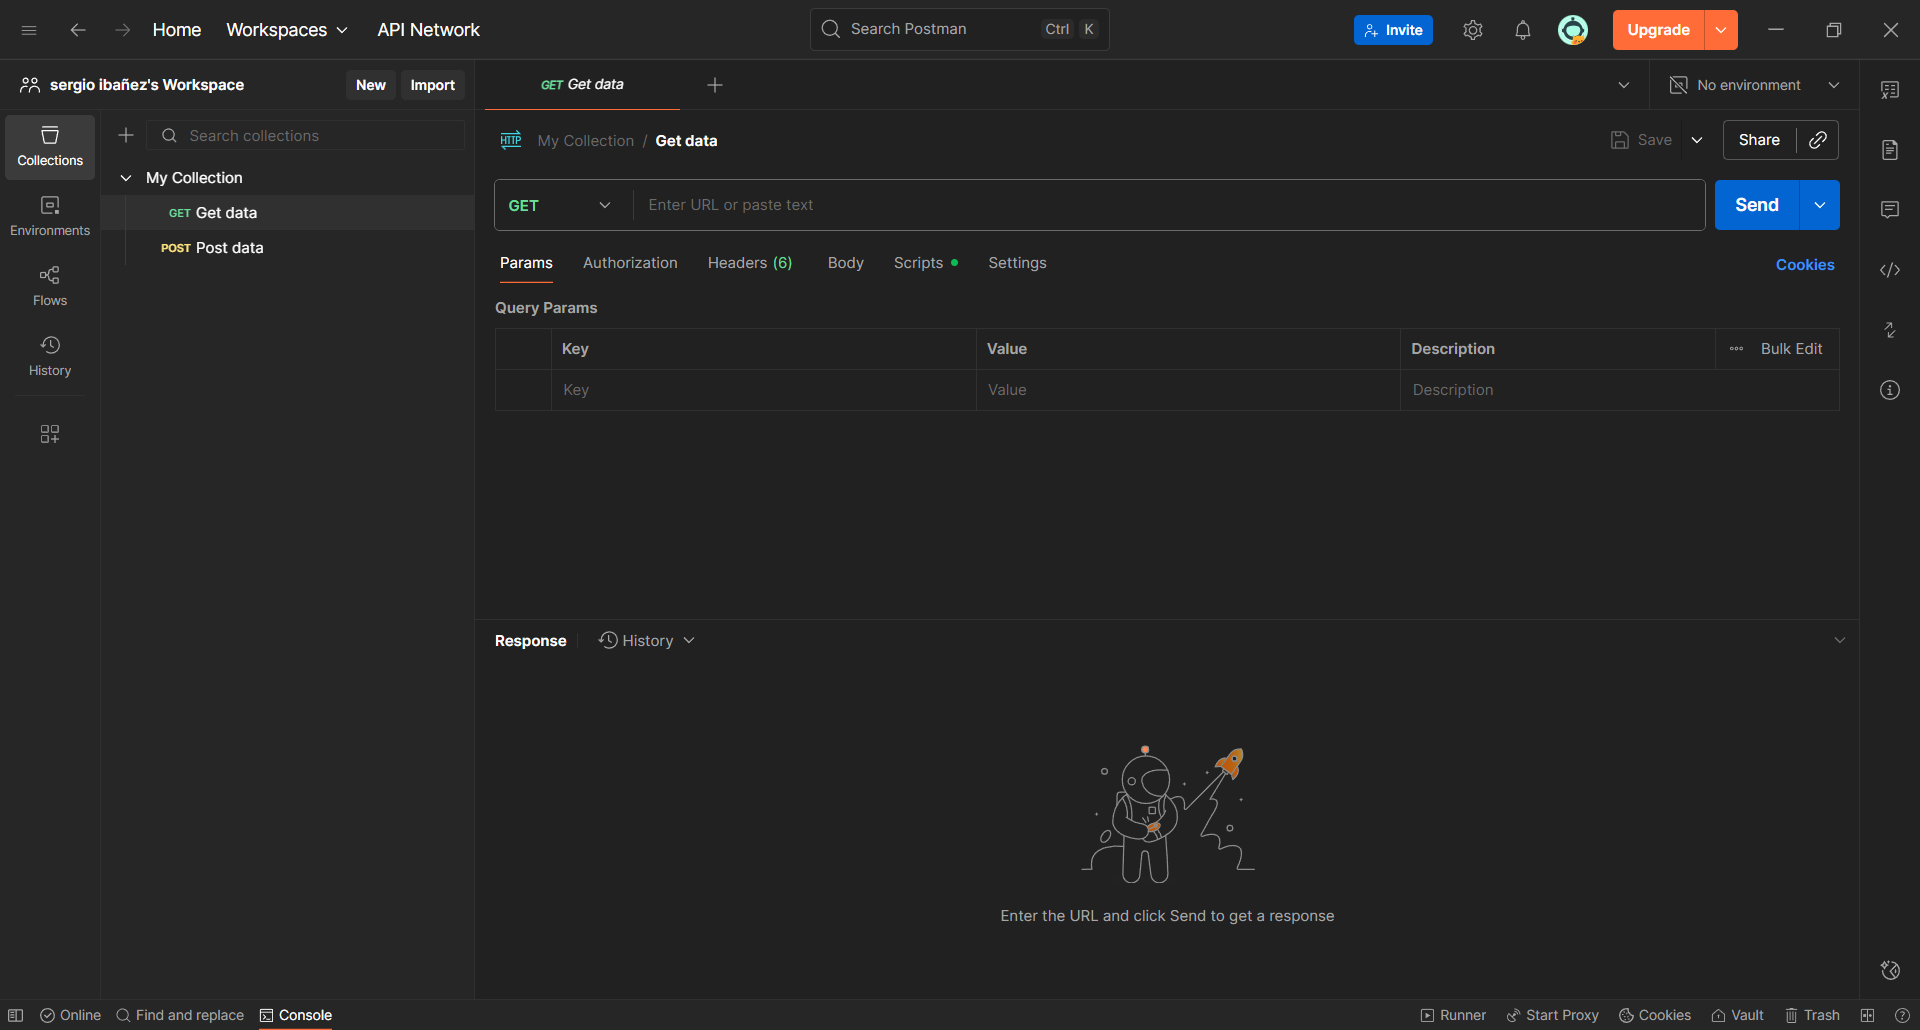 Home Workspaces API Network Search Postman Ctrl K Invite Upgrade
sergio ibañez's Workspace New Import GET Get data No environment
Search collections
Collections
My Collection / Get data Save Share
My Collection
GET Get data
POST Post data
Environments
Flows
History
GET Enter URL or paste text Send
Params Authorization Headers (6) Body Scripts Settings Cookies
Query Params
Key Value Description Bulk Edit
Key Value Description
Response History
Enter the URL and click Send to get a response
Online Find and replace Console Runner Start Proxy Cookies Vault Trash
HTTP